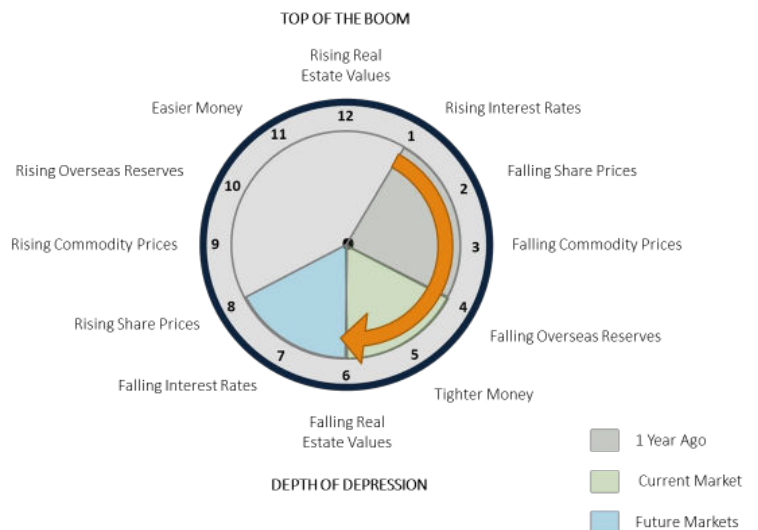 TOP OF THE BOOM
Rising Real
Estate Values
Easier Money
Rising Interest Rates
12
11
1
Rising Overseas Reserves
Falling Share Prices
10
2
Rising Commodity Prices
9
3
Falling Commodity Prices
8
4
Rising Share Prices
Falling Overseas Reserves
7
5
6
Falling Interest Rates
Tighter Money
Falling Real
Estate Values
DEPTH OF DEPRESSION
1 Year Ago
Current Market
Future Markets